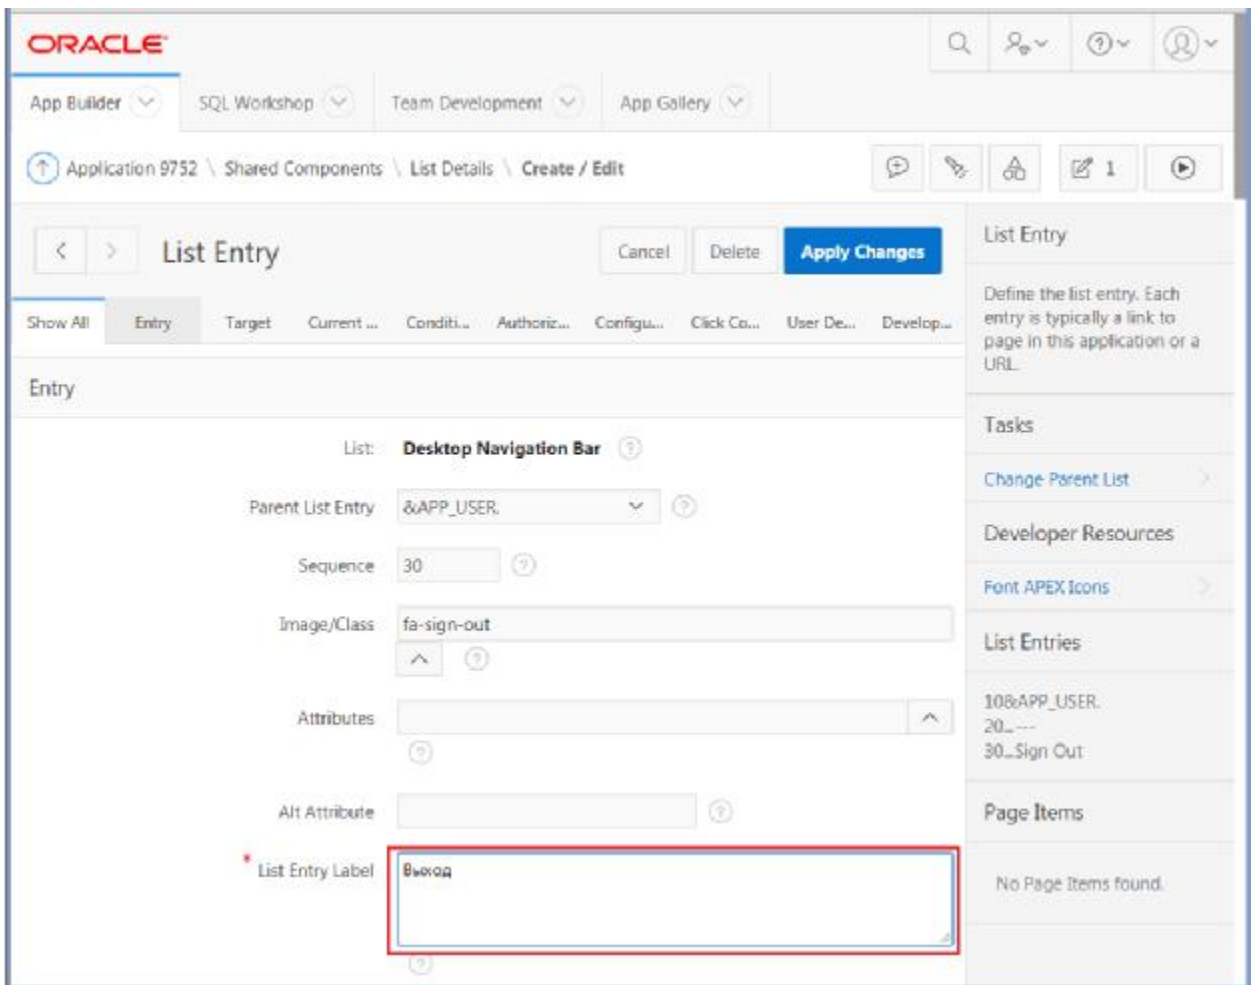 ORACLE
App Builder SQL Workshop Team Development App Gallery
Application 9752 \ Shared Components \ List Details \ Create / Edit
1
List Entry
Cancel Delete Apply Changes
Show All Entry Target Current ... Conditi... Authoriz... Configu... Click Co... User De... Develop...
Entry
List: Desktop Navigation Bar
Parent List Entry &APP_USER.
Sequence 30
Image/Class fa-sign-out
Attributes
Alt Attribute
* List Entry Label Выход
List Entry
Define the list entry. Each
entry is typically a link to
page in this application or a
URL.
Tasks
Change Parent List
Developer Resources
Font APEX Icons
List Entries
10&APP_USER.
20...---
30...Sign Out
Page Items
No Page Items found.